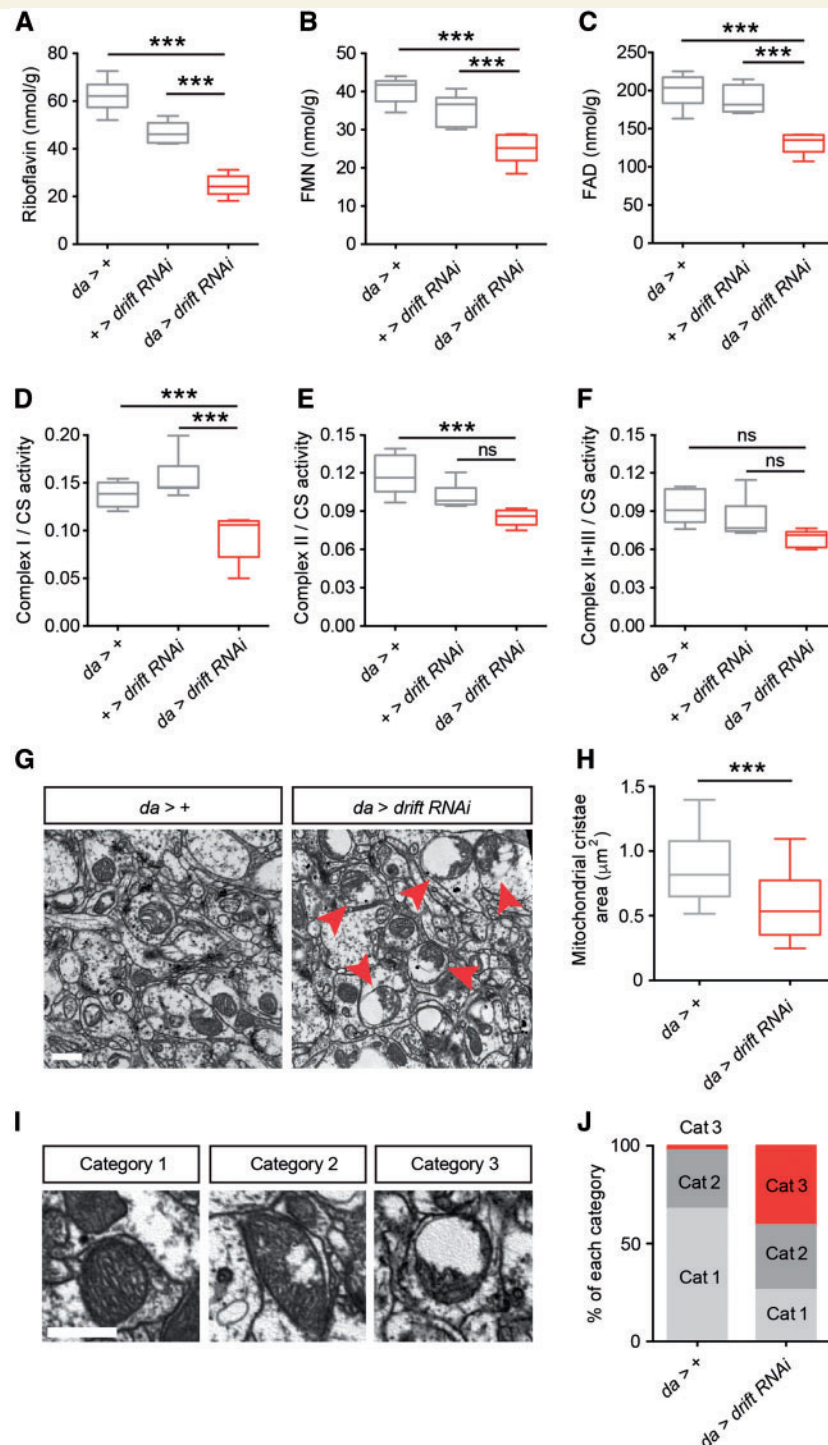 A
Riboflavin (nmol/g)
80
60
40
20
0
***
***
da > +
+ > drift RNAi
da > drift RNAi
B
FMN (nmol/g)
50
40
30
20
10
0
***
***
da > +
+ > drift RNAi
da > drift RNAi
C
FAD (nmol/g)
250
200
150
100
50
0
***
***
da > +
+ > drift RNAi
da > drift RNAi
D
Complex I / CS activity
0.20
0.15
0.10
0.05
0.00
***
***
da > +
+ > drift RNAi
da > drift RNAi
E
Complex II / CS activity
0.15
0.12
0.09
0.06
0.03
0.00
***
ns
da > +
+ > drift RNAi
da > drift RNAi
F
Complex II+III / CS activity
0.15
0.12
0.09
0.06
0.03
0.00
ns
ns
da > +
+ > drift RNAi
da > drift RNAi
G
da > +
da > drift RNAi
H
Mitochondrial cristae
area (μm²)
1.5
1.0
0.5
0
***
da > +
da > drift RNAi
I
Category 1
Category 2
Category 3
J
% of each category
100
50
0
Cat 3
Cat 2
Cat 1
Cat 3
Cat 2
Cat 1
da > +
da > drift RNAi